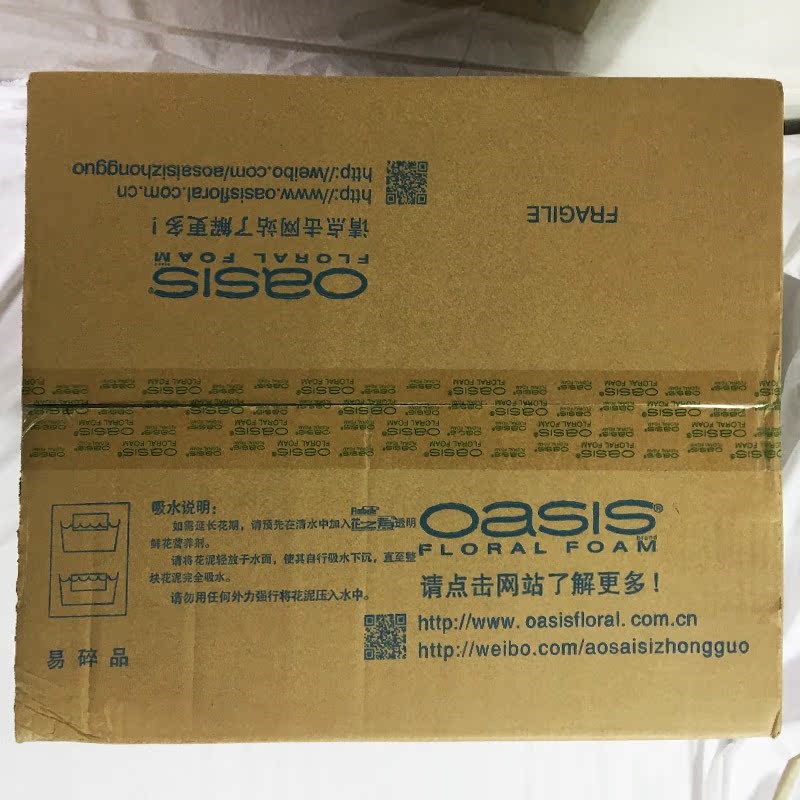 http://weibo.com/aosaisizhongguo
http://www.oasisfloral.com.cn
请点击网站了解更多！
FLORAL FOAM
OASIS
FRAGILE
OASIS® FLORAL FOAM
吸水说明：
如需延长花期，请预先在清水中加入花之居透明
鲜花营养剂。
请将花泥轻放于水面，使其自行吸水下沉，直至整
块花泥完全吸水。
请勿用任何外力强行将花泥压入水中。
易碎品
OASIS®
FLORAL FOAM
请点击网站了解更多！
http://www.oasisfloral.com.cn
http://weibo.com/aosaisizhongguo